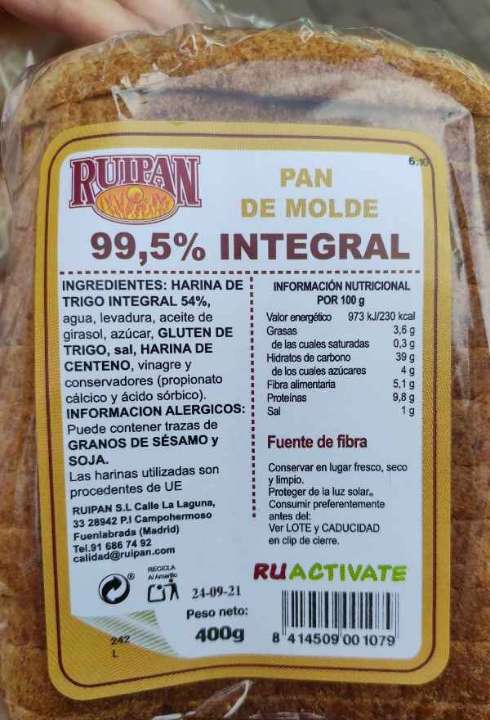 RUIPAN
6.10
PAN
DE MOLDE
99,5% INTEGRAL
INGREDIENTES: HARINA DE
TRIGO INTEGRAL 54%,
agua, levadura, aceite de
girasol, azúcar, GLUTEN DE
TRIGO, sal, HARINA DE
CENTENO, vinagre y
conservadores (propionato
cálcico y ácido sórbico).
INFORMACION ALERGICOS:
Puede contener trazas de
GRANOS DE SÉSAMO y
SOJA.
Las harinas utilizadas son
procedentes de UE
RUIPAN S.L Calle La Laguna,
33 28942 P.I Campohermoso
Fuenlabrada (Madrid)
Tel.91 686 74 92
calidad@ruipan.com
INFORMACIÓN NUTRICIONAL
POR 100 g
Valor energético 973 kJ/230 kcal
Grasas 3,6 g
de las cuales saturadas 0,3 g
Hidratos de carbono 39 g
de los cuales azúcares 4 g
Fibra alimentaria 5,1 g
Proteínas 9,8 g
Sal 1 g
Fuente de fibra
Conservar en lugar fresco, seco
y limpio.
Proteger de la luz solar.
Consumir preferentemente
antes del:
Ver LOTE y CADUCIDAD
en clip de cierre.
RUACTIVATE
RECICLA
Al Amarillo
24-09-21
Peso neto:
400g
8 414509 001079
242
L